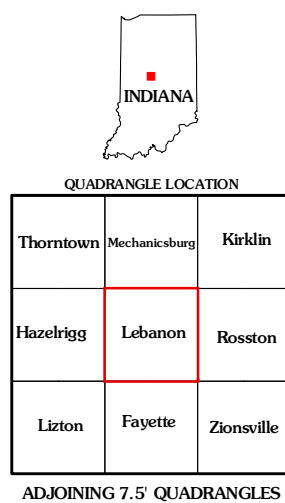 INDIANA
QUADRANGLE LOCATION
Thorntown Mechanicsburg Kirklin
Hazelrigg Lebanon Rosston
Lizton Fayette Zionsville
ADJOINING 7.5' QUADRANGLES